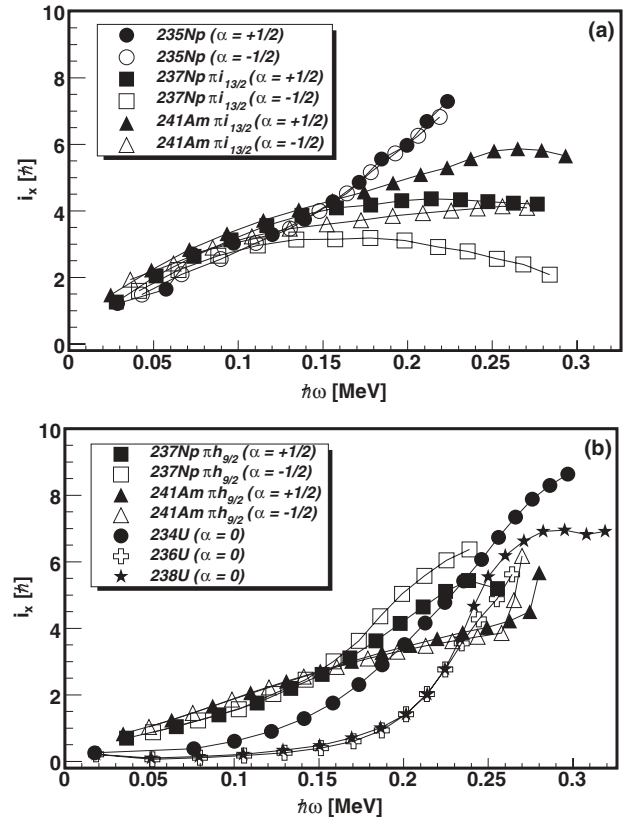 (a)
235Np (α = +1/2)
235Np (α = -1/2)
237Np πi13/2 (α = +1/2)
237Np πi13/2 (α = -1/2)
241Am πi13/2 (α = +1/2)
241Am πi13/2 (α = -1/2)
10
8
6
4
2
0
ix [ℏ]
0 0.05 0.1 0.15 0.2 0.25 0.3
ℏω [MeV]
(b)
237Np πh9/2 (α = +1/2)
237Np πh9/2 (α = -1/2)
241Am πh9/2 (α = +1/2)
241Am πh9/2 (α = -1/2)
234U (α = 0)
236U (α = 0)
238U (α = 0)
10
8
6
4
2
0
ix [ℏ]
0 0.05 0.1 0.15 0.2 0.25 0.3
ℏω [MeV]